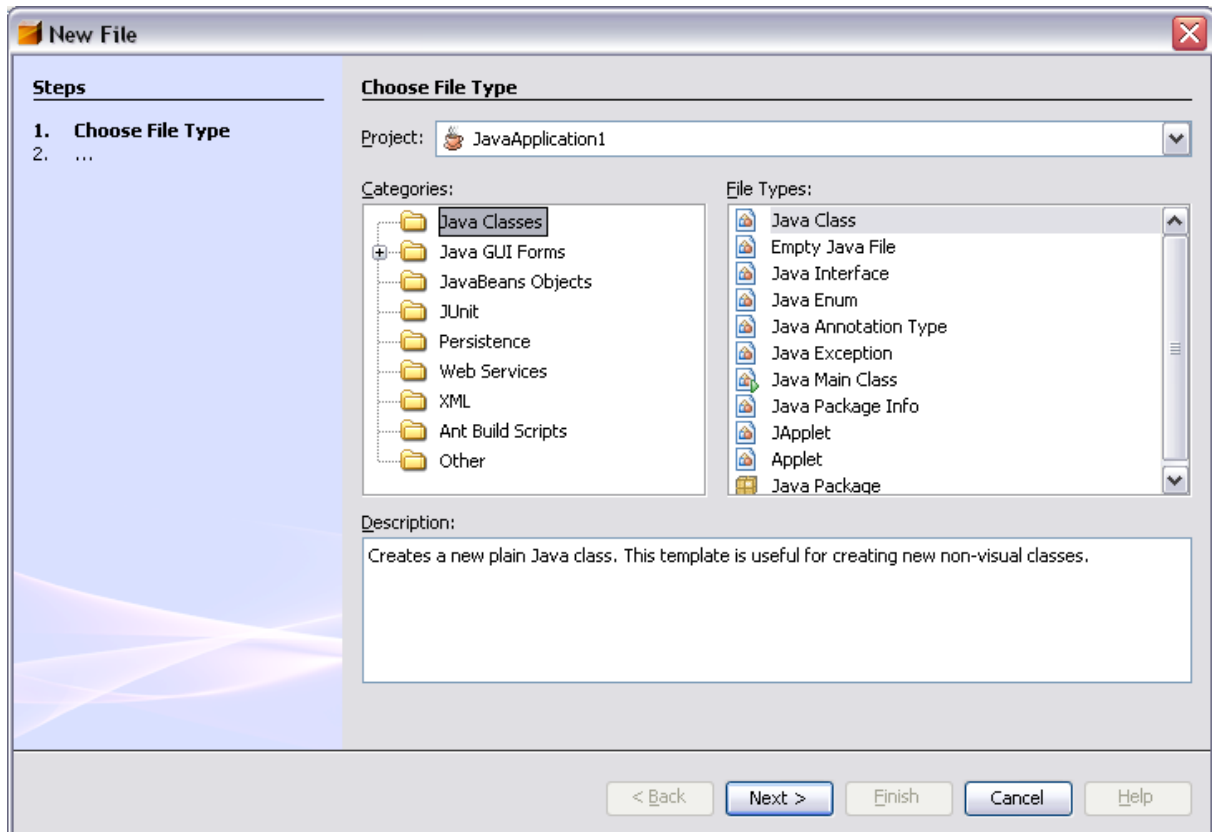 New File
Steps
1. Choose File Type
2. ...
Choose File Type
Project: JavaApplication1
Categories:
Java Classes
Java GUI Forms
JavaBeans Objects
JUnit
Persistence
Web Services
XML
Ant Build Scripts
Other
File Types:
Java Class
Empty Java File
Java Interface
Java Enum
Java Annotation Type
Java Exception
Java Main Class
Java Package Info
JApplet
Applet
Java Package
Description:
Creates a new plain Java class. This template is useful for creating new non-visual classes.
< Back Next > Finish Cancel Help